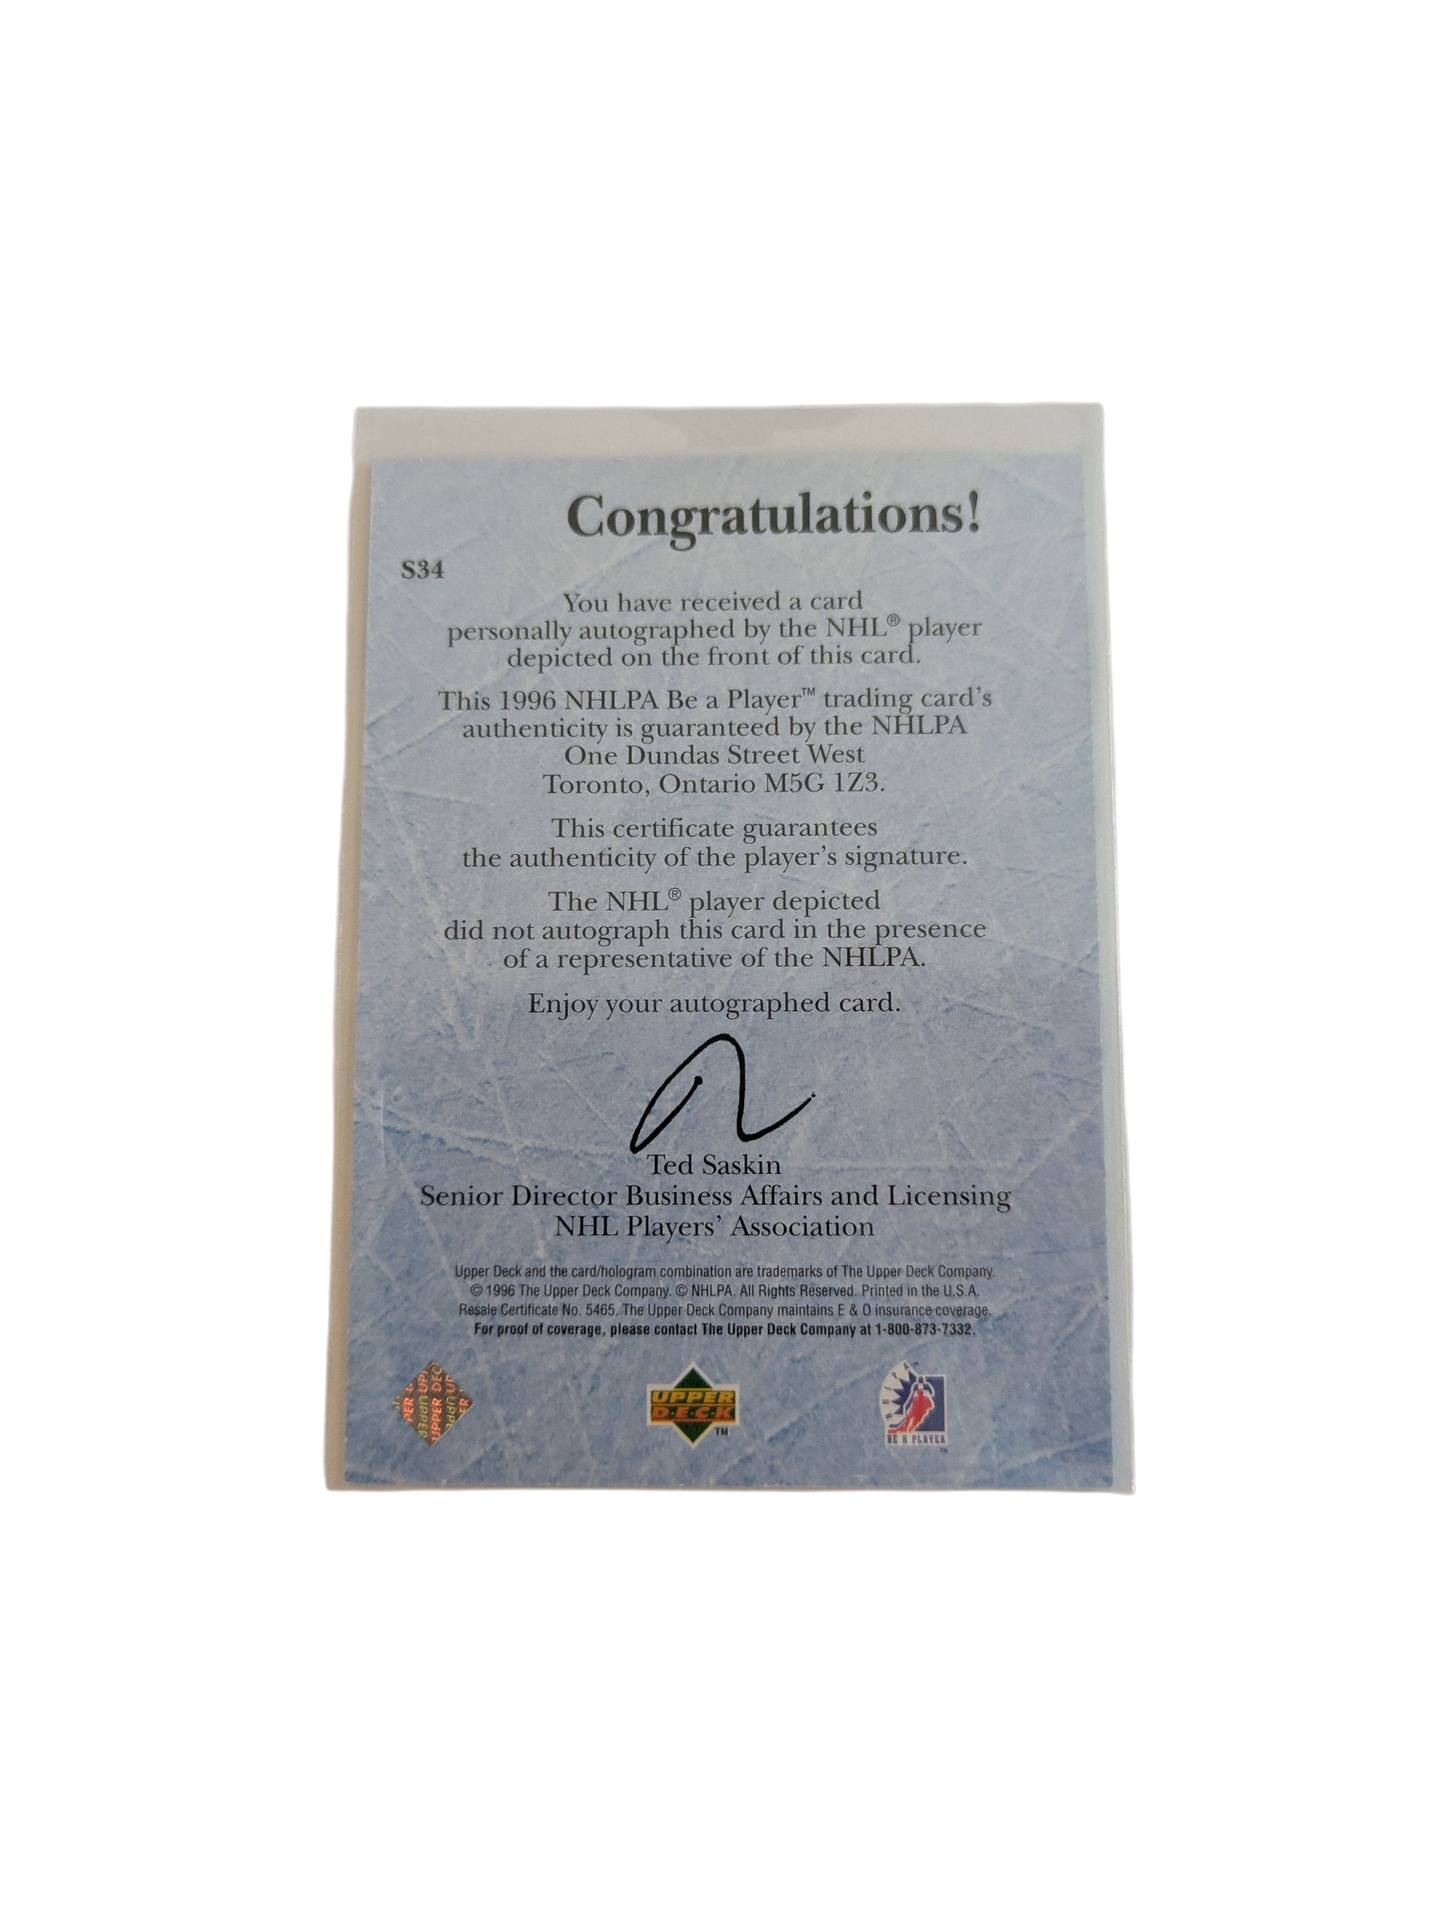 Congratulations!
S34
You have received a card
personally autographed by the NHL® player
depicted on the front of this card.
This 1996 NHLPA Be a Player™ trading card's
authenticity is guaranteed by the NHLPA
One Dundas Street West
Toronto, Ontario M5G 1Z3.
This certificate guarantees
the authenticity of the player's signature.
The NHL® player depicted
did not autograph this card in the presence
of a representative of the NHLPA.
Enjoy your autographed card.
Ted Saskin
Senior Director Business Affairs and Licensing
NHL Players' Association
Upper Deck and the card/hologram combination are trademarks of The Upper Deck Company.
© 1996 The Upper Deck Company. © NHLPA. All Rights Reserved. Printed in the U.S.A.
Resale Certificate No. 5465. The Upper Deck Company maintains E & O insurance coverage.
For proof of coverage, please contact The Upper Deck Company at 1-800-873-7332.
UPPER
DECK
™
NHLPA
BE A PLAYER
™